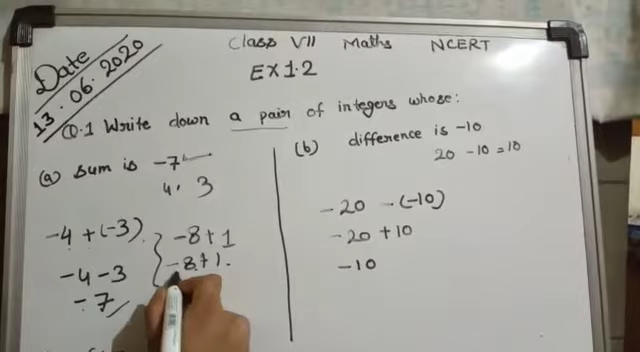 Date
13.06.2020
Class VII Maths NCERT
EX 1.2
Q.1 Write down a pair of integers whose:
(a) sum is -7
4, 3
-4 + (-3)
-4 - 3
- 7
-8 + 1
-8 + 1
(b) difference is -10
20 - 10 = 10
- 20 - (-10)
- 20 + 10
- 10